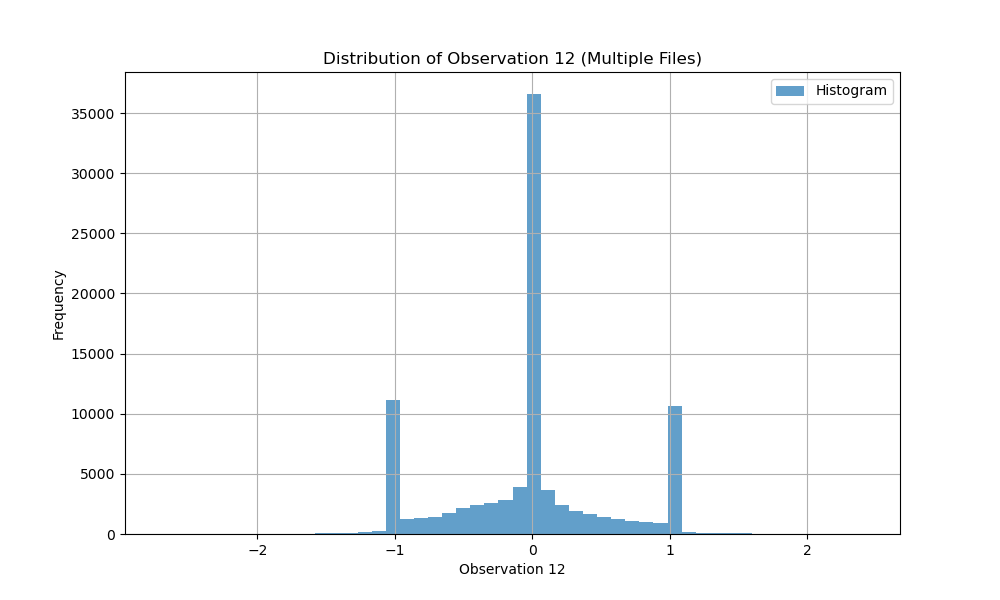 Distribution of Observation 12 (Multiple Files)
Histogram
35000
30000
25000
20000
15000
10000
5000
0
Frequency
−2 −1 0 1 2
Observation 12